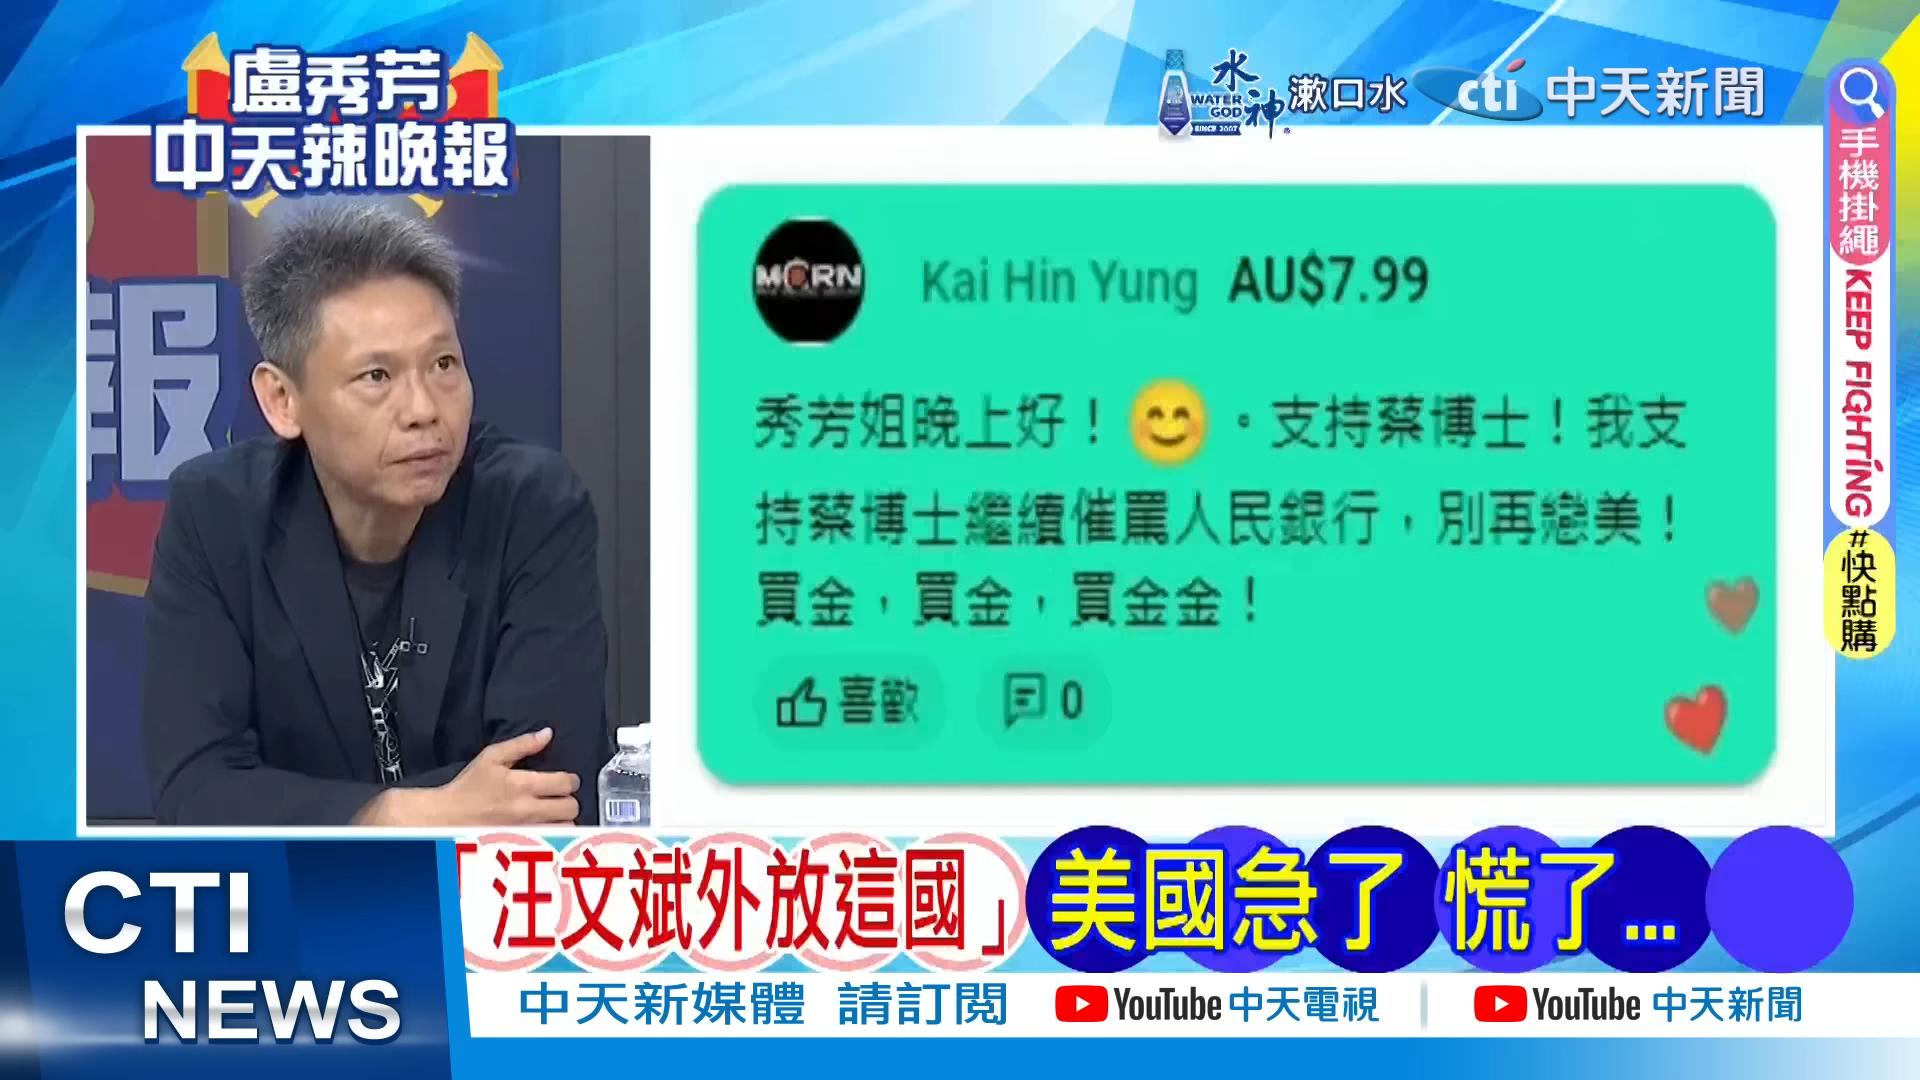 盧秀芳
中天辣晚報
水神
WATER
GOD
SINCE 2007
漱口水
cti 中天新聞
手機掛繩
KEEP FIGHTING
#快點購
報
MCRN
Kai Hin Yung AU$7.99
秀芳姐晚上好！😊。支持蔡博士！我支
持蔡博士繼續催罵人民銀行，別再戀美！
買金，買金，買金金！
喜歡 0
「汪文斌外放這國」美國急了 慌了...
CTI
NEWS
中天新媒體 請訂閱 YouTube 中天電視 | YouTube 中天新聞